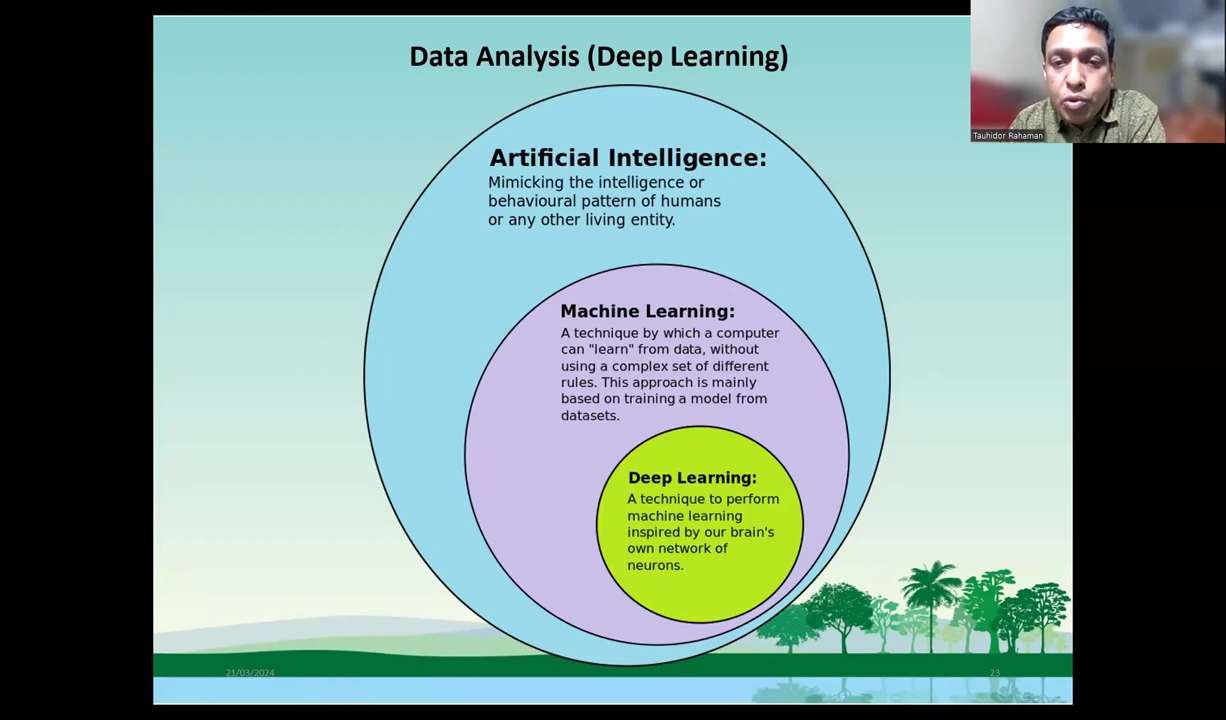 Data Analysis (Deep Learning)
Tauhidor Rahaman
Artificial Intelligence:
Mimicking the intelligence or
behavioural pattern of humans
or any other living entity.
Machine Learning:
A technique by which a computer
can "learn" from data, without
using a complex set of different
rules. This approach is mainly
based on training a model from
datasets.
Deep Learning:
A technique to perform
machine learning
inspired by our brain's
own network of
neurons.
21/03/2024
23